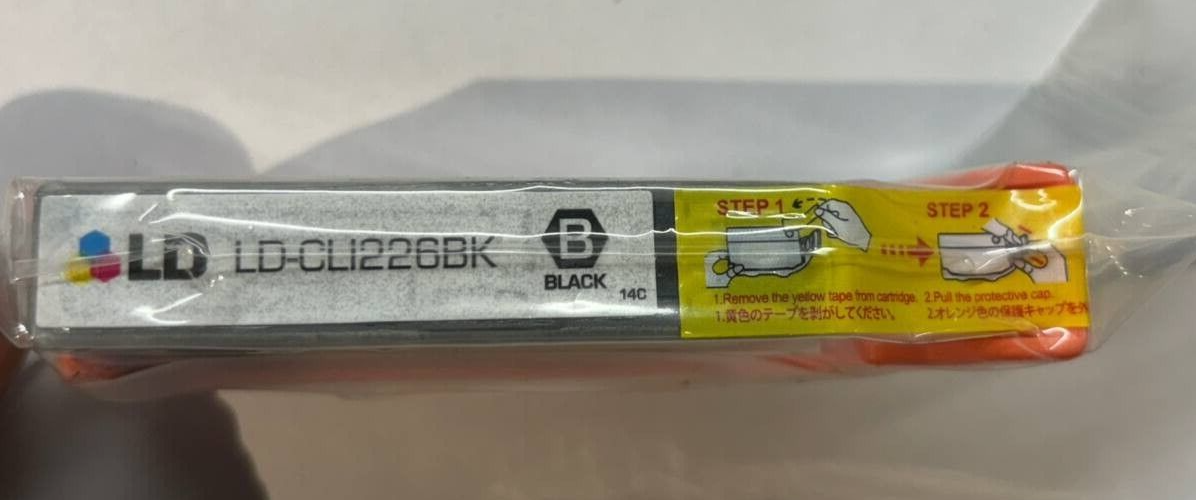 LD LD-CLI226BK
B
BLACK
14C
STEP 1
1.Remove the yellow tape from cartridge.
1.黄色のテープを剥がしてください。
STEP 2
2.Pull the protective cap.
2.オレンジ色の保護キャップを